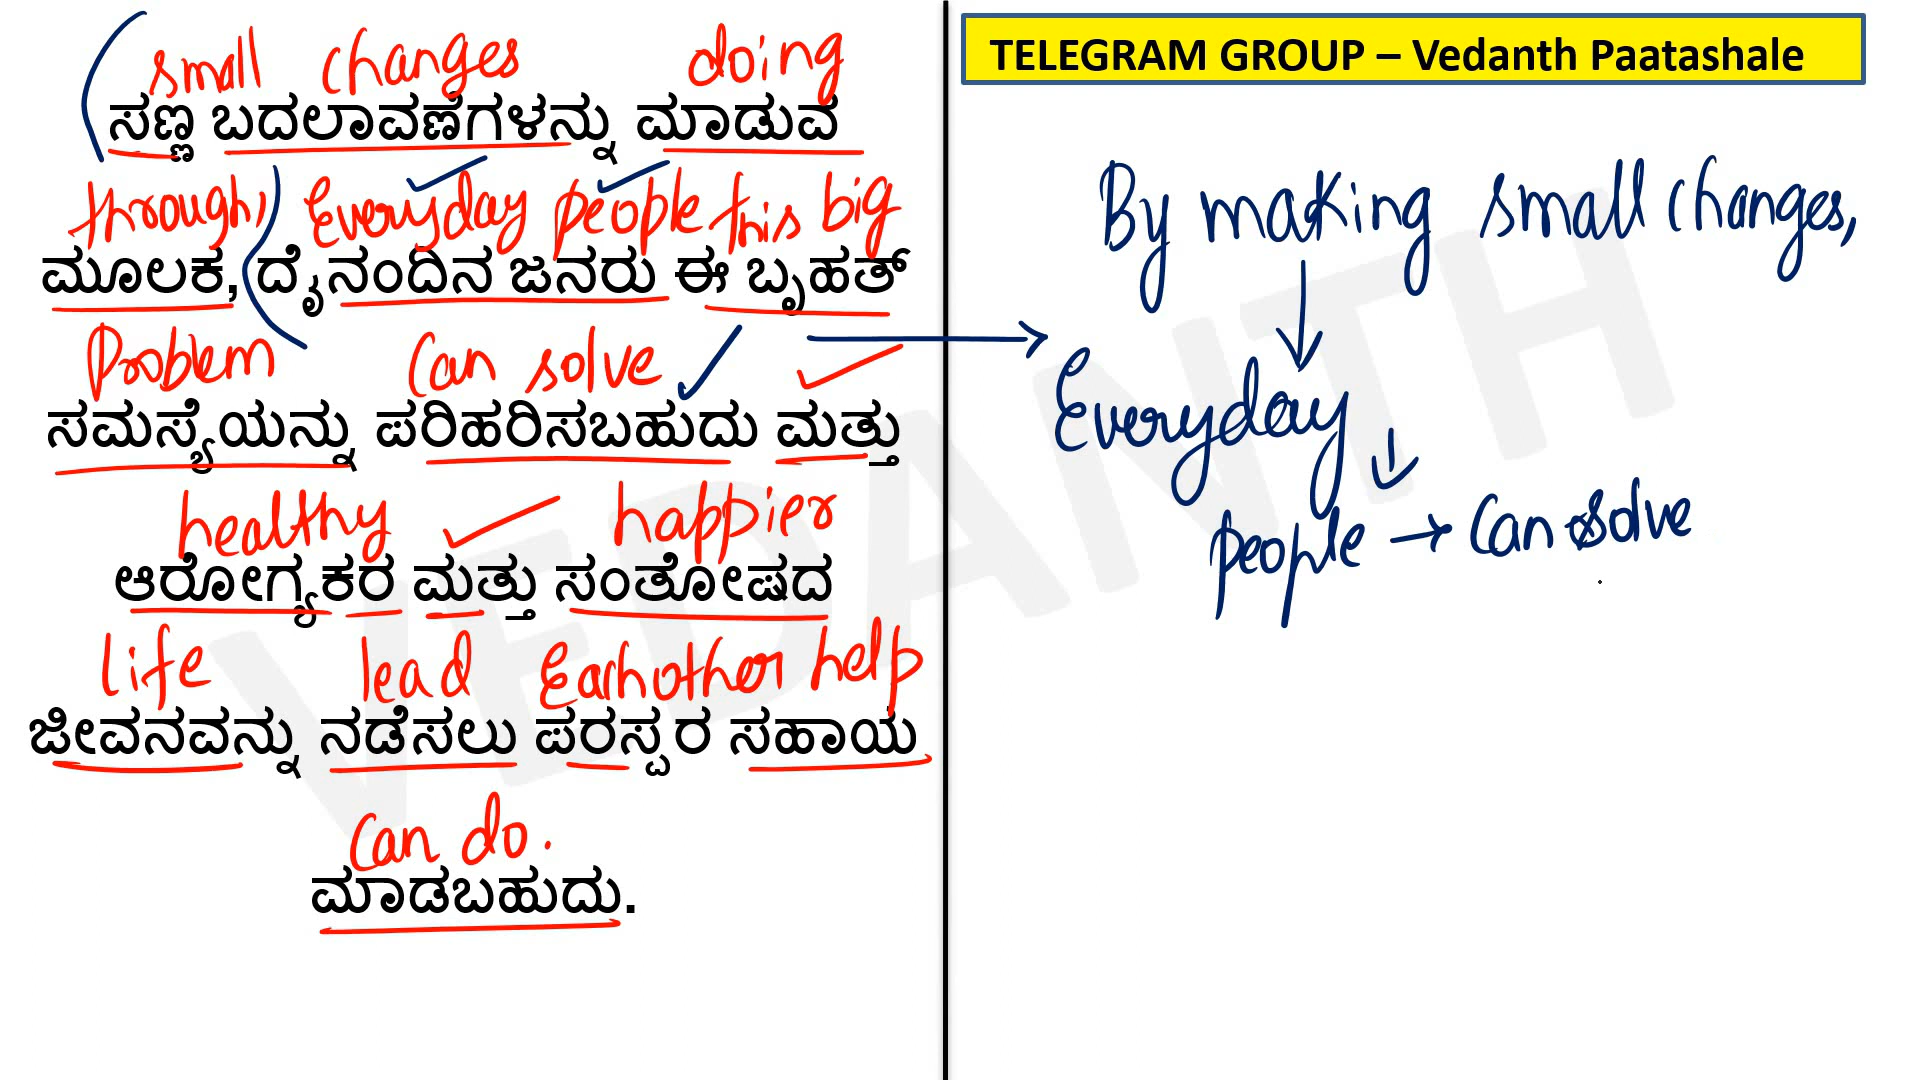 small changes doing
ಸಣ್ಣ ಬದಲಾವಣೆಗಳನ್ನು ಮಾಡುವ
through, Everyday people this big
ಮೂಲಕ, ದೈನಂದಿನ ಜನರು ಈ ಬೃಹತ್
Problem Can solve
ಸಮಸ್ಯೆಯನ್ನು ಪರಿಹರಿಸಬಹುದು ಮತ್ತು
healthy happier
ಆರೋಗ್ಯಕರ ಮತ್ತು ಸಂತೋಷದ
life lead Eachother help
ಜೀವನವನ್ನು ನಡೆಸಲು ಪರಸ್ಪರ ಸಹಾಯ
Can do.
ಮಾಡಬಹುದು.
TELEGRAM GROUP – Vedanth Paatashale
By making small changes,
Everyday
people → Can solve
VEDANTH